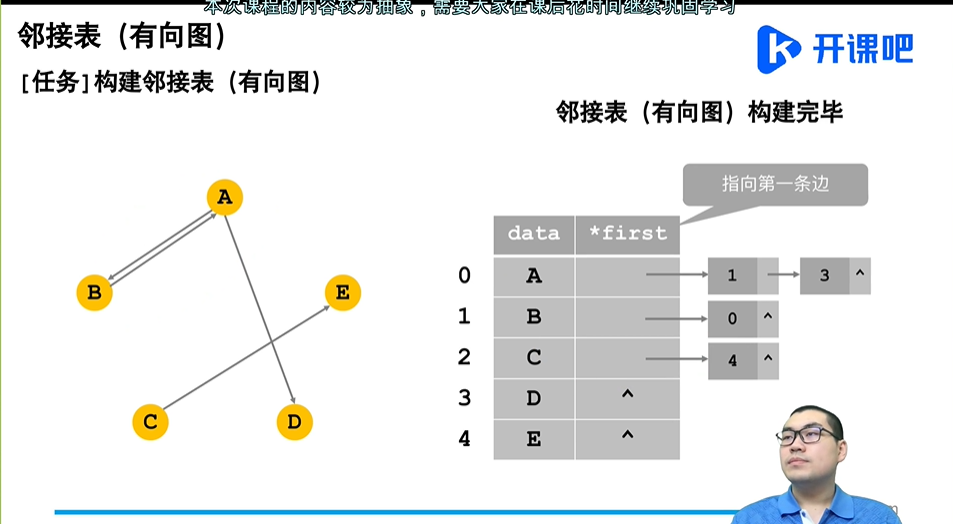 本次课程的内容较为抽象，需要大家在课后花时间继续巩固学习
邻接表（有向图）
开课吧
[任务]构建邻接表（有向图）
邻接表（有向图）构建完毕
指向第一条边
A
B
E
C
D
data *first
0 A 1 3 ^
1 B 0 ^
2 C 4 ^
3 D ^
4 E ^